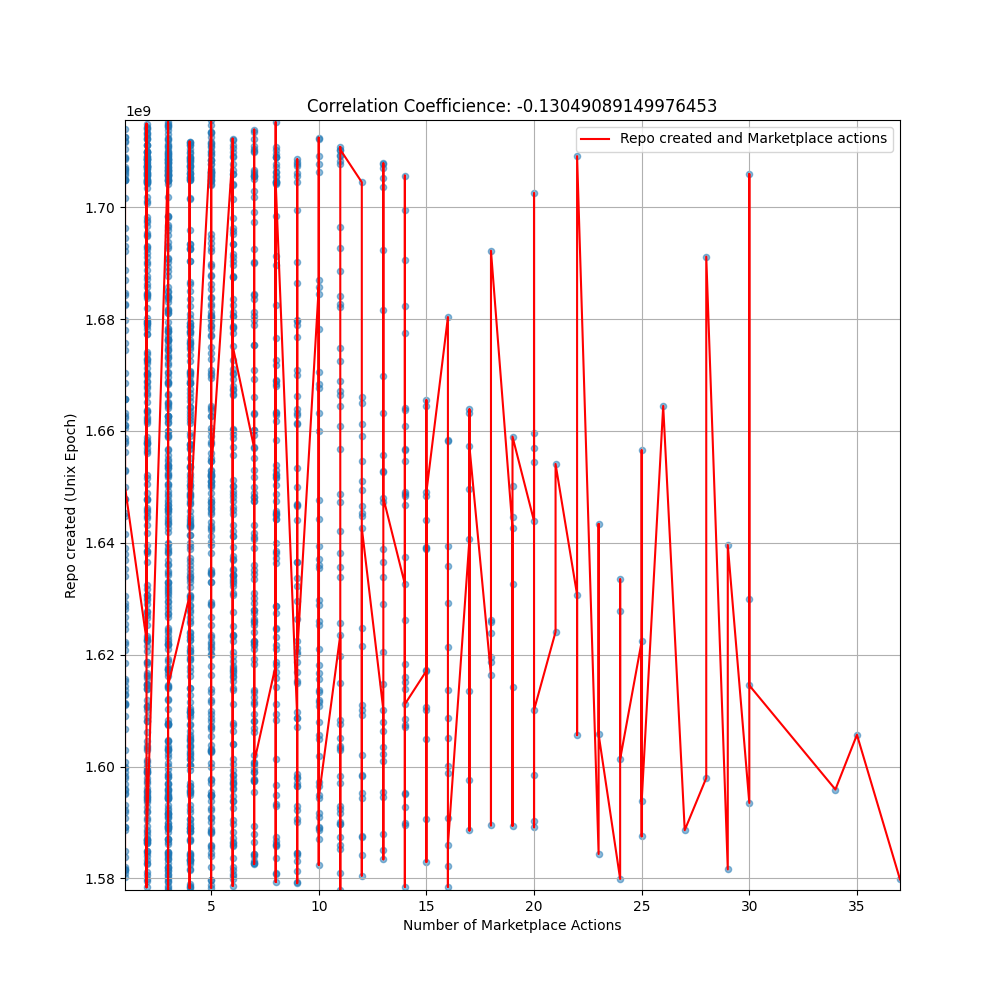 Correlation Coefficience: -0.13049089149976453
1e9
Repo created and Marketplace actions
1.70
1.68
1.66
1.64
1.62
1.60
1.58
Repo created (Unix Epoch)
5 10 15 20 25 30 35
Number of Marketplace Actions